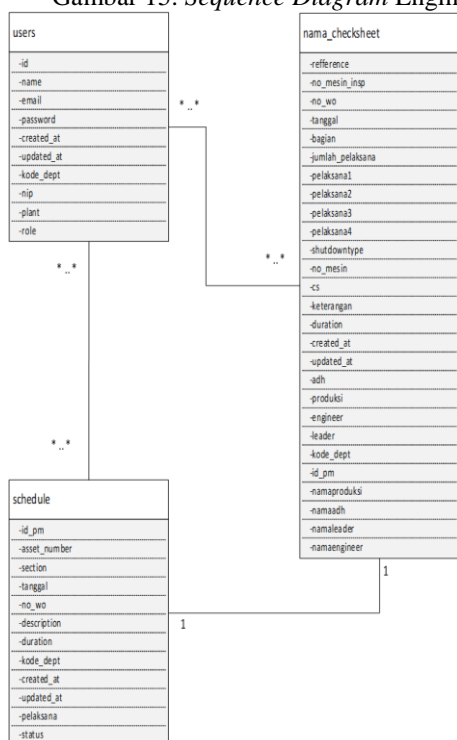 Gambar 15. Sequence Diagram
users
-id
-name
-email
-password
-created_at
-updated_at
-kode_dept
-nip
-plant
-role
*..*
*..*
nama_checksheet
-refference
-no_mesin_insp
-no_wo
-tanggal
-bagian
-jumlah_pelaksana
-pelaksana1
-pelaksana2
-pelaksana3
-pelaksana4
-shutdowntype
-no_mesin
-cs
-keterangan
-duration
-created_at
-updated_at
-adh
-produksi
-engineer
-leader
-kode_dept
-id_pm
-namaproduksi
-namaadh
-namaleader
-namaengineer
*..*
*..*
schedule
-id_pm
-asset_number
-section
-tanggal
-no_wo
-description
-duration
-kode_dept
-created_at
-updated_at
-pelaksana
-status
1
1